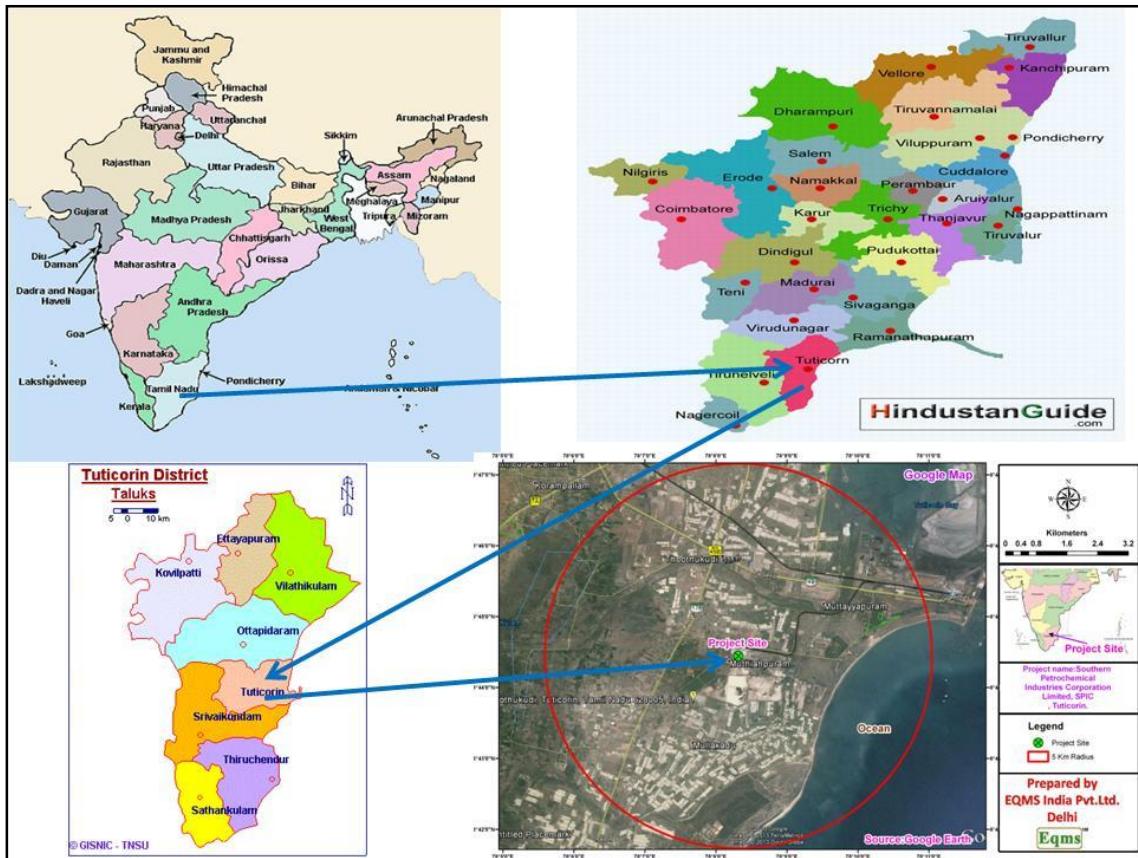 Jammu and
Kashmir
Himachal
Pradesh
Punjab
Uttapanchal
Haryana
Delhi
Arunachal Pradesh
Sikkim
Rajasthan
Uttar Pradesh
Assam
Nagaland
Bihar
Meghalaya
Manipur
Gujarat
Jharkhand
West
Bengal
Tripura
Mizoram
Madhya Pradesh
Chhattisgarh
Diu
Daman
Maharashtra
Orissa
Dadra and Nagar
Haveli
Andhra
Pradesh
Goa
Karnataka
Lakshadweep
Tamil Nadu
Pondicherry
Andaman & Nicobar
Kerala
Tiruvallur
Vellore
Kanchipuram
Dharampuri
Tiruvannamalai
Viluppuram
Pondicherry
Salem
Nilgiris
Erode
Cuddalore
Namakkal
Perambaur
Aruiyalur
Coimbatore
Karur
Trichy
Thanjavur
Nagappattinam
Tiruvalur
Dindigul
Pudukottai
Teni
Madurai
Sivaganga
Virudunagar
Ramanathapuram
Tuticorn
Tirunelveli
Nagercoil
HindustanGuide
.com
Tuticorin District
Taluks
5 0 10 km
N
Ettayapuram
Kovilpatti
Vilathikulam
Ottapidaram
Tuticorin
Srivaikundam
Thiruchendur
Sathankulam
© GISNIC - TNSU
Google Map
Korampallam
Muttayyapuram
Project Site
Mothiahpuram
Mullakadu
Ocean
Source:Google Earth
N
W E
S
Kilometers
0 0.4 0.8 1.6 2.4 3.2
Project Site
Project name:Southern
Petrochemical
Industries Corporation
Limited, SPIC
, Tuticorin.
Legend
Project Site
5 Km Radius
Prepared by
EQMS India Pvt.Ltd.
Delhi
Eqms